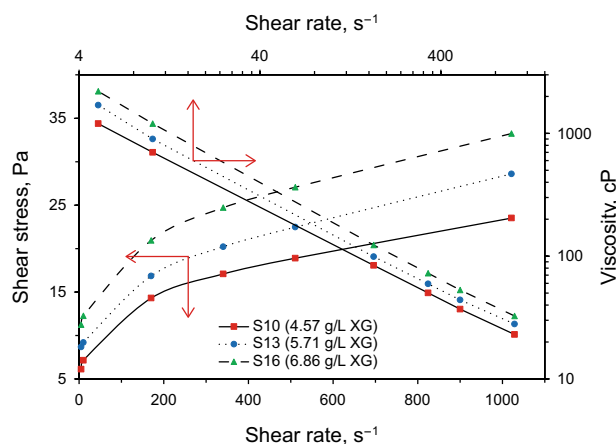 Shear rate, s⁻¹
4 40 400
Shear stress, Pa
35
25
15
5
1000
100
10
Viscosity, cP
S10 (4.57 g/L XG)
S13 (5.71 g/L XG)
S16 (6.86 g/L XG)
0 200 400 600 800 1000
Shear rate, s⁻¹